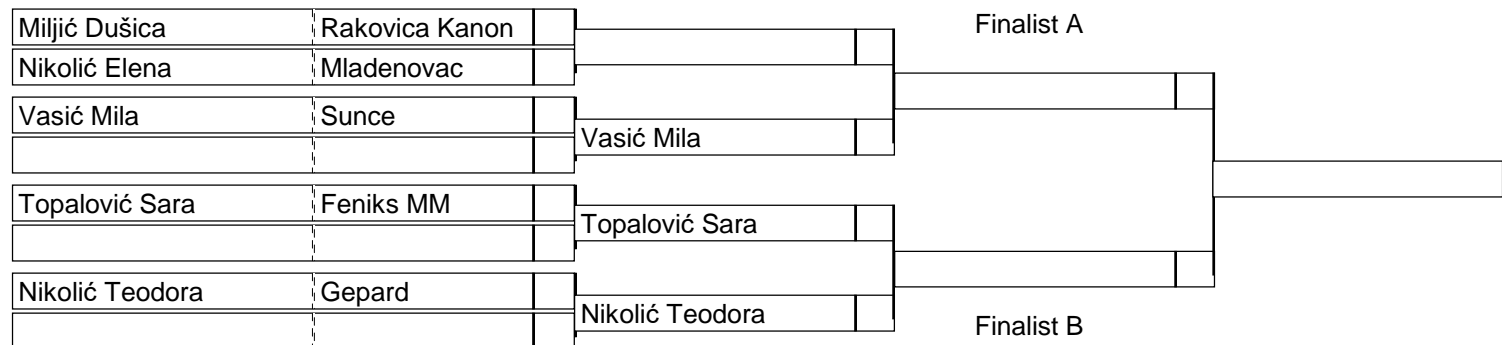 Miljić Dušica Rakovica Kanon
Nikolić Elena Mladenovac
Vasić Mila Sunce
Topalović Sara Feniks MM
Nikolić Teodora Gepard
Vasić Mila
Topalović Sara
Nikolić Teodora
Finalist A
Finalist B